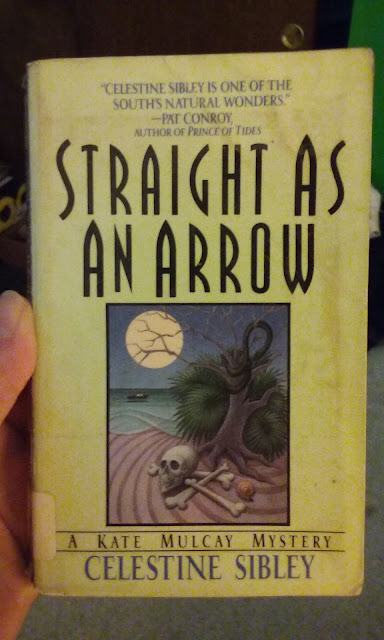 "CELESTINE SIBLEY IS ONE OF THE
SOUTH'S NATURAL WONDERS."
—PAT CONROY,
AUTHOR OF PRINCE OF TIDES
STRAIGHT AS
AN ARROW
A KATE MULCAY MYSTERY
CELESTINE SIBLEY